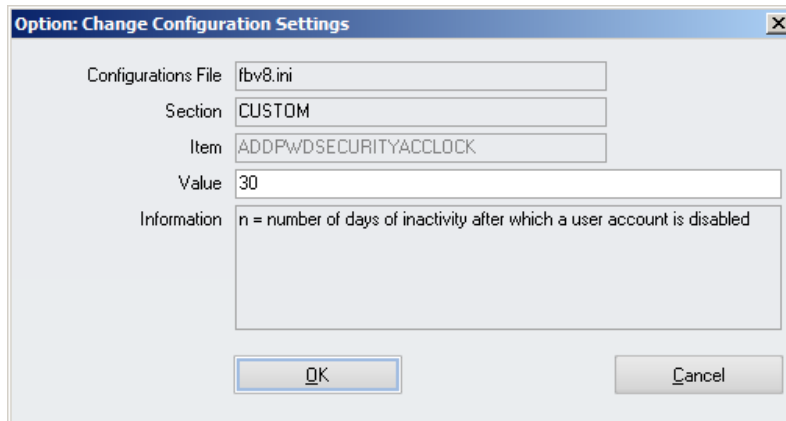 Option: Change Configuration Settings
Configurations File fbv8.ini
Section CUSTOM
Item ADDPWDSECURITYACCLOCK
Value 30
Information n = number of days of inactivity after which a user account is disabled
OK Cancel